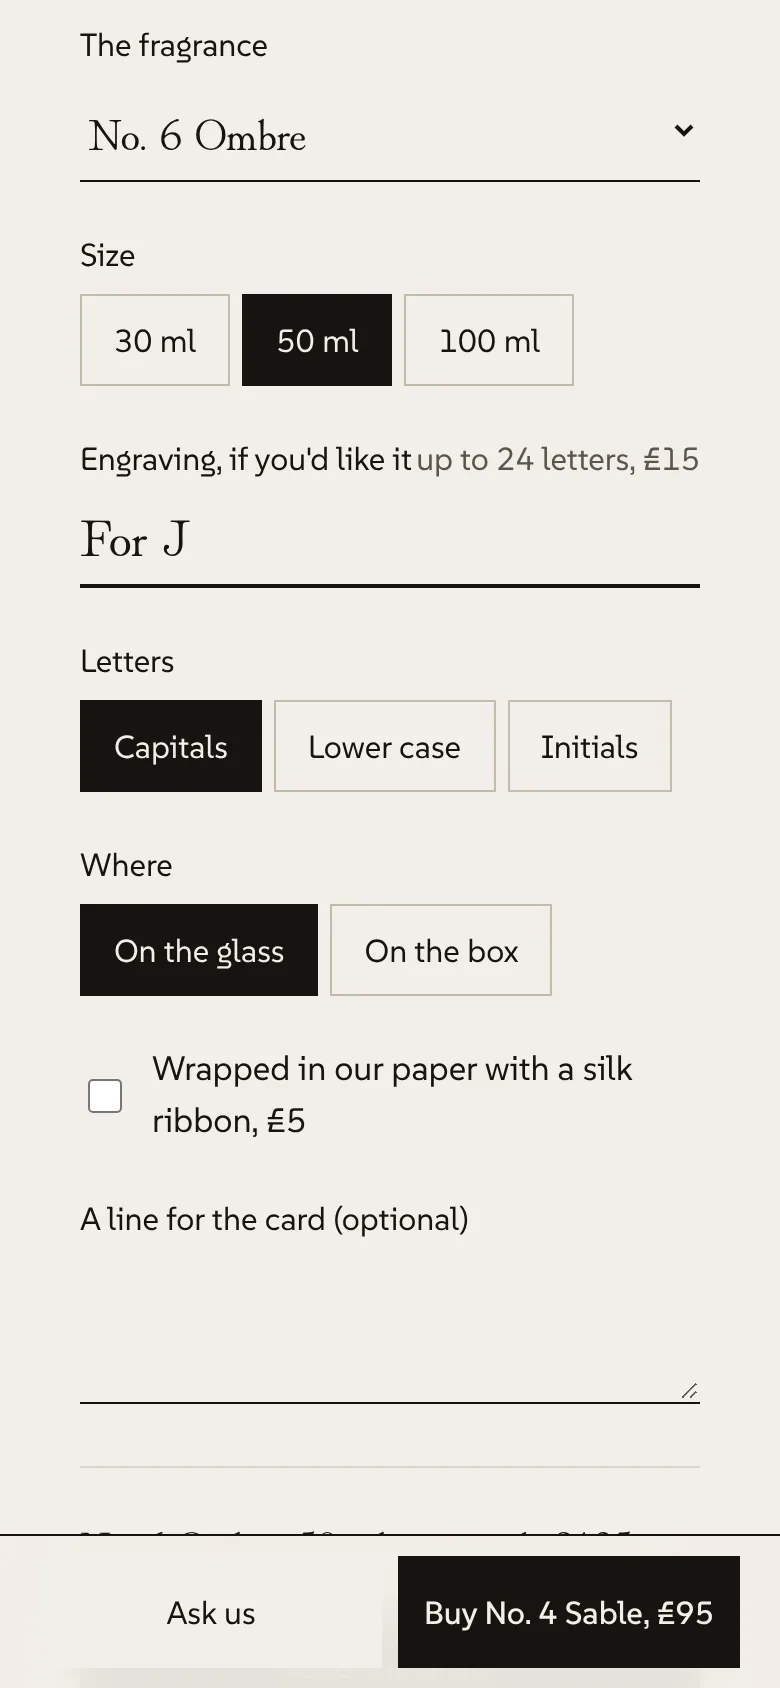 The fragrance
No. 6 Ombre
Size
30 ml
50 ml
100 ml
Engraving, if you'd like it up to 24 letters, £15
For J
Letters
Capitals
Lower case
Initials
Where
On the glass
On the box
Wrapped in our paper with a silk
ribbon, £5
A line for the card (optional)
Ask us
Buy No. 4 Sable, £95